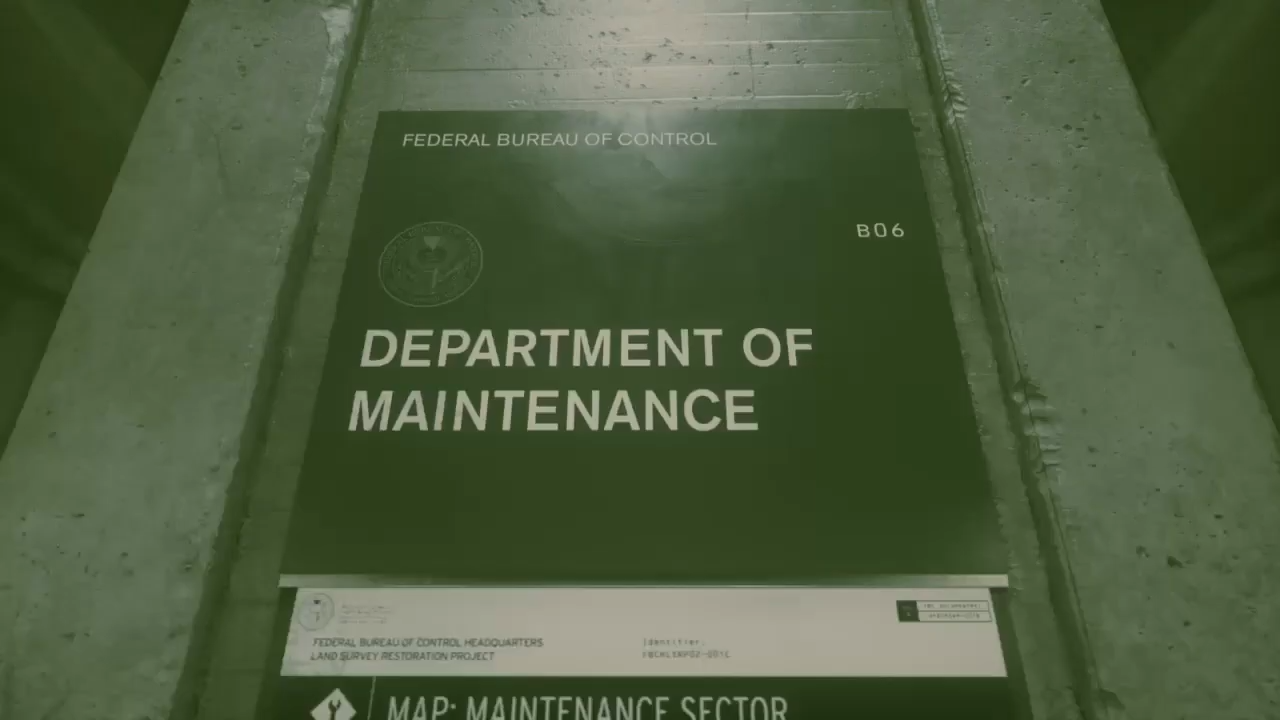 FEDERAL BUREAU OF CONTROL
B06
DEPARTMENT OF
MAINTENANCE
FEDERAL BUREAU OF CONTROL HEADQUARTERS
LAND SURVEY RESTORATION PROJECT
Identifier:
MAP: MAINTENANCE SECTOR